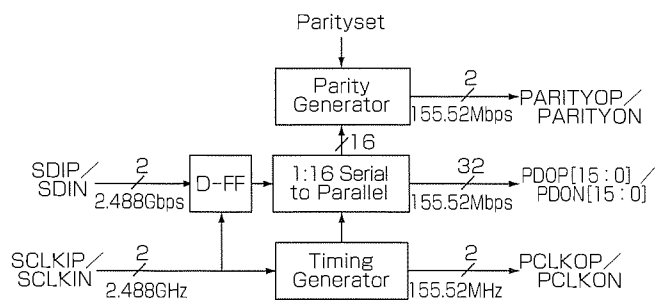 Parityset
Parity
Generator
2
155.52Mbps
PARITYOP/
PARITYON
16
SDIP/
SDIN
2
2.488Gbps
D-FF
1:16 Serial
to Parallel
32
155.52Mbps
PDOP[15:0]/
PDON[15:0]
SCLKIP/
SCLKIN
2
2.488GHz
Timing
Generator
2
155.52MHz
PCLKOP/
PCLKON